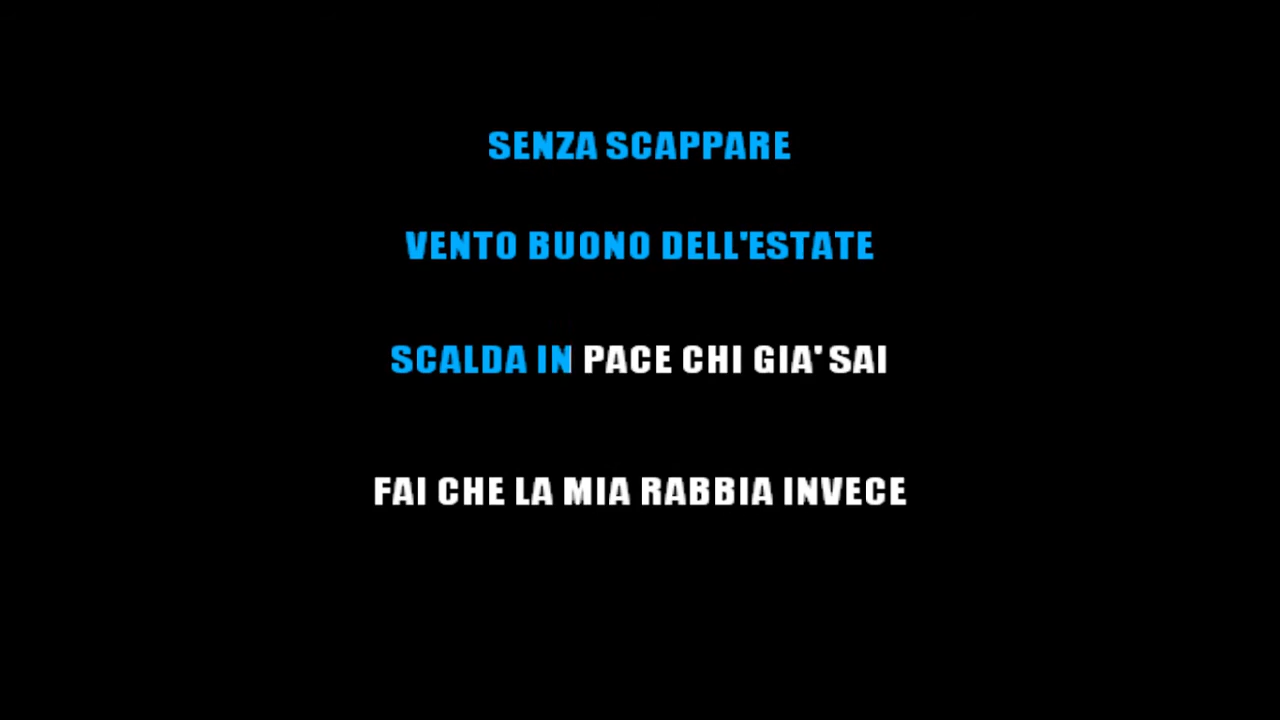 SENZA SCAPPARE
VENTO BUONO DELL'ESTATE
SCALDA IN PACE CHI GIA' SAI
FAI CHE LA MIA RABBIA INVECE